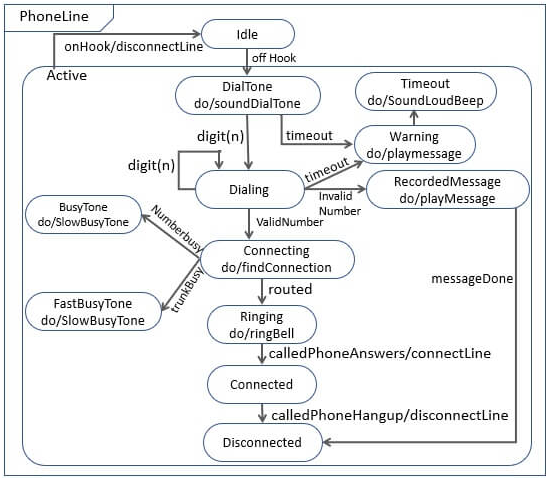 PhoneLine
Idle
onHook/disconnectLine
off Hook
Active
DialTone
do/soundDialTone
Timeout
do/SoundLoudBeep
digit(n)
timeout
Warning
do/playmessage
digit(n)
timeout
Dialing
Invalid
Number
RecordedMessage
do/playMessage
BusyTone
do/SlowBusyTone
Numberbusy
ValidNumber
Connecting
do/findConnection
messageDone
trunkBusy
routed
FastBusyTone
do/SlowBusyTone
Ringing
do/ringBell
calledPhoneAnswers/connectLine
Connected
calledPhoneHangup/disconnectLine
Disconnected